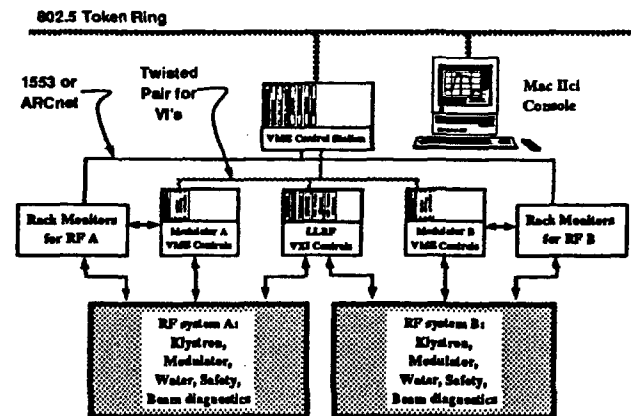 802.5 Token Ring
1553 or
ARCnet
Twisted
Pair for
VI's
Mac IIci
Console
VME Control Station
Rack Monitors
for RF A
Modulator A
VME Controls
LLRF
VXI Controls
Modulator B
VME Controls
Rack Monitors
for RF B
RF system A:
Klystron,
Modulator,
Water, Safety,
Beam diagnostics
RF system B:
Klystron,
Modulator,
Water, Safety,
Beam diagnostics